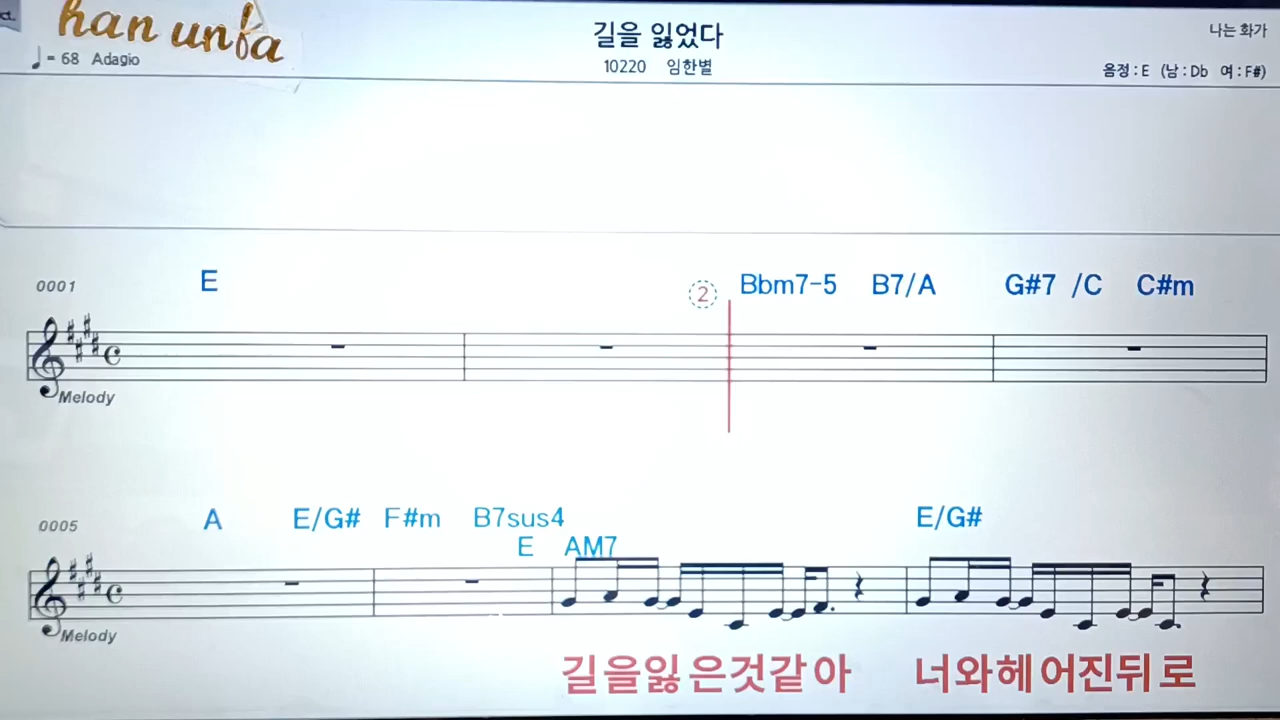 d.
han unfa
♩= 68 Adagio
길을 잃었다
10220 임한별
나는 화가
음정 : E (남 : Db 여 : F#)
0001
E
2
Bbm7-5 B7/A G#7 /C C#m
Melody
0005
A E/G# F#m B7sus4 E/G#
E AM7
Melody
길을잃은것같아 너와헤어진뒤로